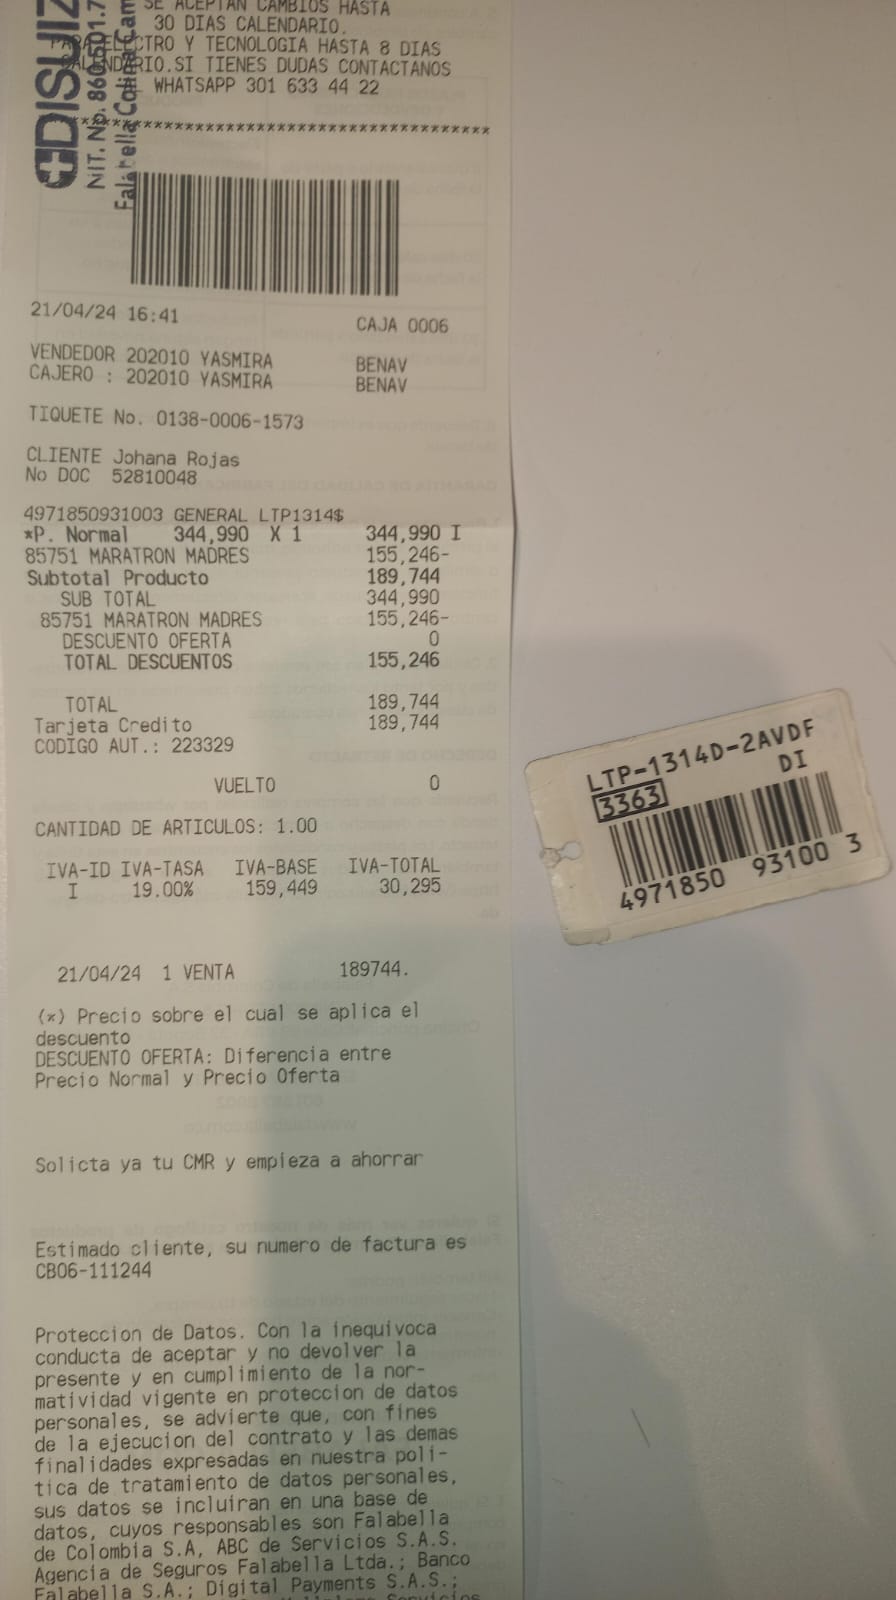 SE ACEPTAN CAMBIOS HASTA
30 DIAS CALENDARIO.
PARA ELECTRO Y TECNOLOGIA HASTA 8 DIAS
CALENDARIO.SI TIENES DUDAS CONTACTANOS
AL WHATSAPP 301 633 44 22
****************************************
DISUIZ
NIT. No. 860.501.7
Falabella Colina Cam
21/04/24 16:41 CAJA 0006
VENDEDOR 202010 YASMIRA BENAV
CAJERO : 202010 YASMIRA BENAV
TIQUETE No. 0138-0006-1573
CLIENTE Johana Rojas
No DOC 52810048
4971850931003 GENERAL LTP1314$
*P. Normal 344,990 X 1 344,990 I
85751 MARATRON MADRES 155,246-
Subtotal Producto 189,744
SUB TOTAL 344,990
85751 MARATRON MADRES 155,246-
DESCUENTO OFERTA 0
TOTAL DESCUENTOS 155,246
TOTAL 189,744
Tarjeta Credito 189,744
CODIGO AUT.: 223329
VUELTO 0
CANTIDAD DE ARTICULOS: 1.00
IVA-ID IVA-TASA IVA-BASE IVA-TOTAL
I 19.00% 159,449 30,295
21/04/24 1 VENTA 189744.
(*) Precio sobre el cual se aplica el
descuento
DESCUENTO OFERTA: Diferencia entre
Precio Normal y Precio Oferta
Solicta ya tu CMR y empieza a ahorrar
Estimado cliente, su numero de factura es
CB06-111244
Proteccion de Datos. Con la inequivoca
conducta de aceptar y no devolver la
presente y en cumplimiento de la nor-
matividad vigente en proteccion de datos
personales, se advierte que, con fines
de la ejecucion del contrato y las demas
finalidades expresadas en nuestra poli-
tica de tratamiento de datos personales,
sus datos se incluiran en una base de
datos, cuyos responsables son Falabella
de Colombia S.A, ABC de Servicios S.A.S.
Agencia de Seguros Falabella Ltda.; Banco
Falabella S.A.; Digital Payments S.A.S.;
LTP-1314D-2AVDF
3363 DI
4971850 93100 3